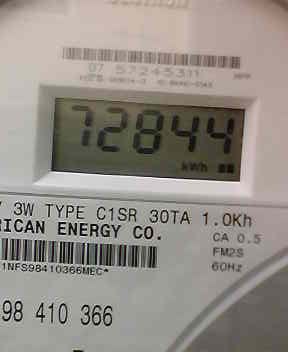 07 57245311
72844
kWh
3W TYPE C1SR 30TA 1.0Kh
RICAN ENERGY CO.
CA 0.5
FM2S
60Hz
1NFS98410366MEC*
98 410 366